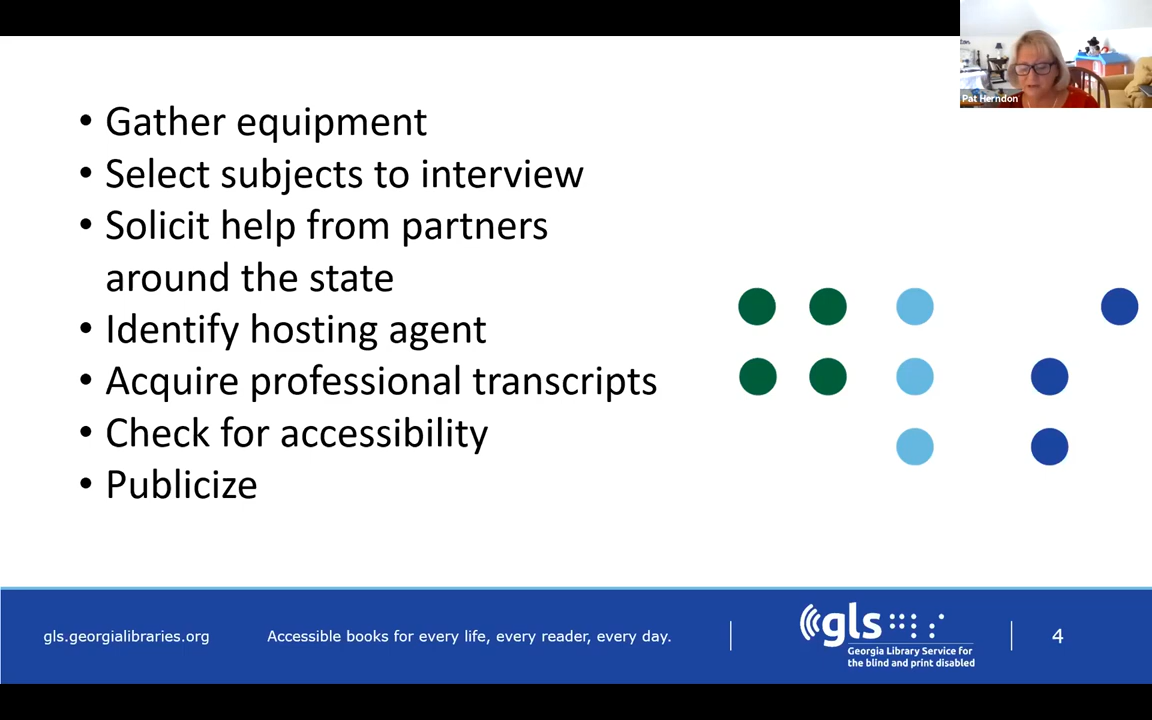 Pat Herndon
• Gather equipment
• Select subjects to interview
• Solicit help from partners
around the state
• Identify hosting agent
• Acquire professional transcripts
• Check for accessibility
• Publicize
gls.georgialibraries.org
Accessible books for every life, every reader, every day.
gls
Georgia Library Service for
the blind and print disabled
4